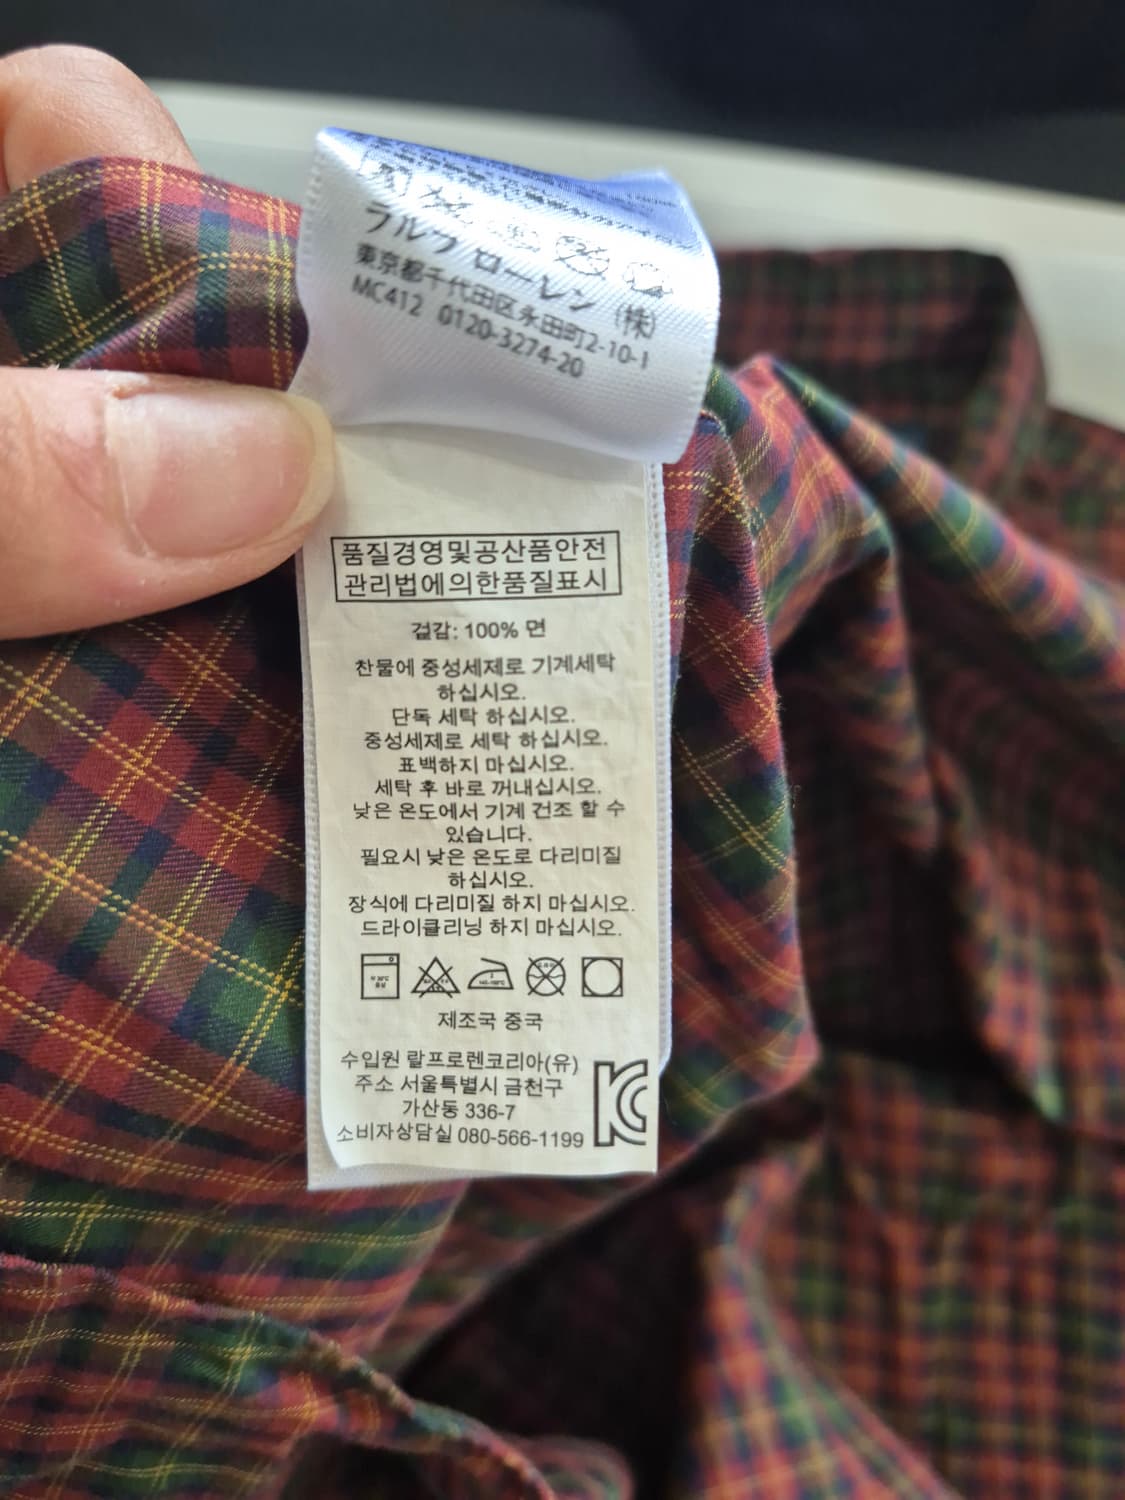 ラルフ ローレン (株)
東京都千代田区永田町2-10-1
MC412 0120-3274-20
품질경영및공산품안전
관리법에의한품질표시
겉감: 100% 면
찬물에 중성세제로 기계세탁
하십시오.
단독 세탁 하십시오.
중성세제로 세탁 하십시오.
표백하지 마십시오.
세탁 후 바로 꺼내십시오.
낮은 온도에서 기계 건조 할 수
있습니다.
필요시 낮은 온도로 다리미질
하십시오.
장식에 다리미질 하지 마십시오.
드라이클리닝 하지 마십시오.
제조국 중국
수입원 랄프로렌코리아(유)
주소 서울특별시 금천구
가산동 336-7
소비자상담실 080-566-1199